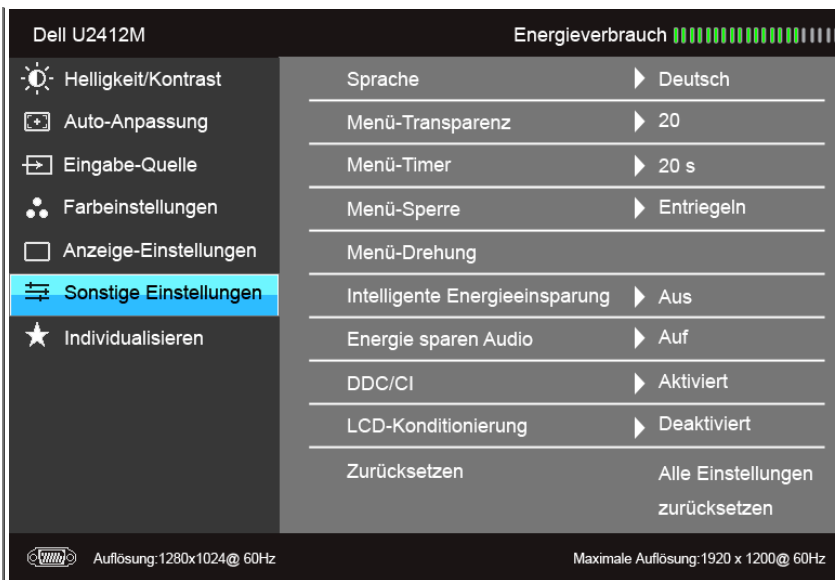 Dell U2412M
Energieverbrauch
Helligkeit/Kontrast
Auto-Anpassung
Eingabe-Quelle
Farbeinstellungen
Anzeige-Einstellungen
Sonstige Einstellungen
Individualisieren
Sprache Deutsch
Menü-Transparenz 20
Menü-Timer 20 s
Menü-Sperre Entriegeln
Menü-Drehung
Intelligente Energieeinsparung Aus
Energie sparen Audio Auf
DDC/CI Aktiviert
LCD-Konditionierung Deaktiviert
Zurücksetzen Alle Einstellungen
zurücksetzen
Auflösung:1280x1024@ 60Hz
Maximale Auflösung:1920 x 1200@ 60Hz